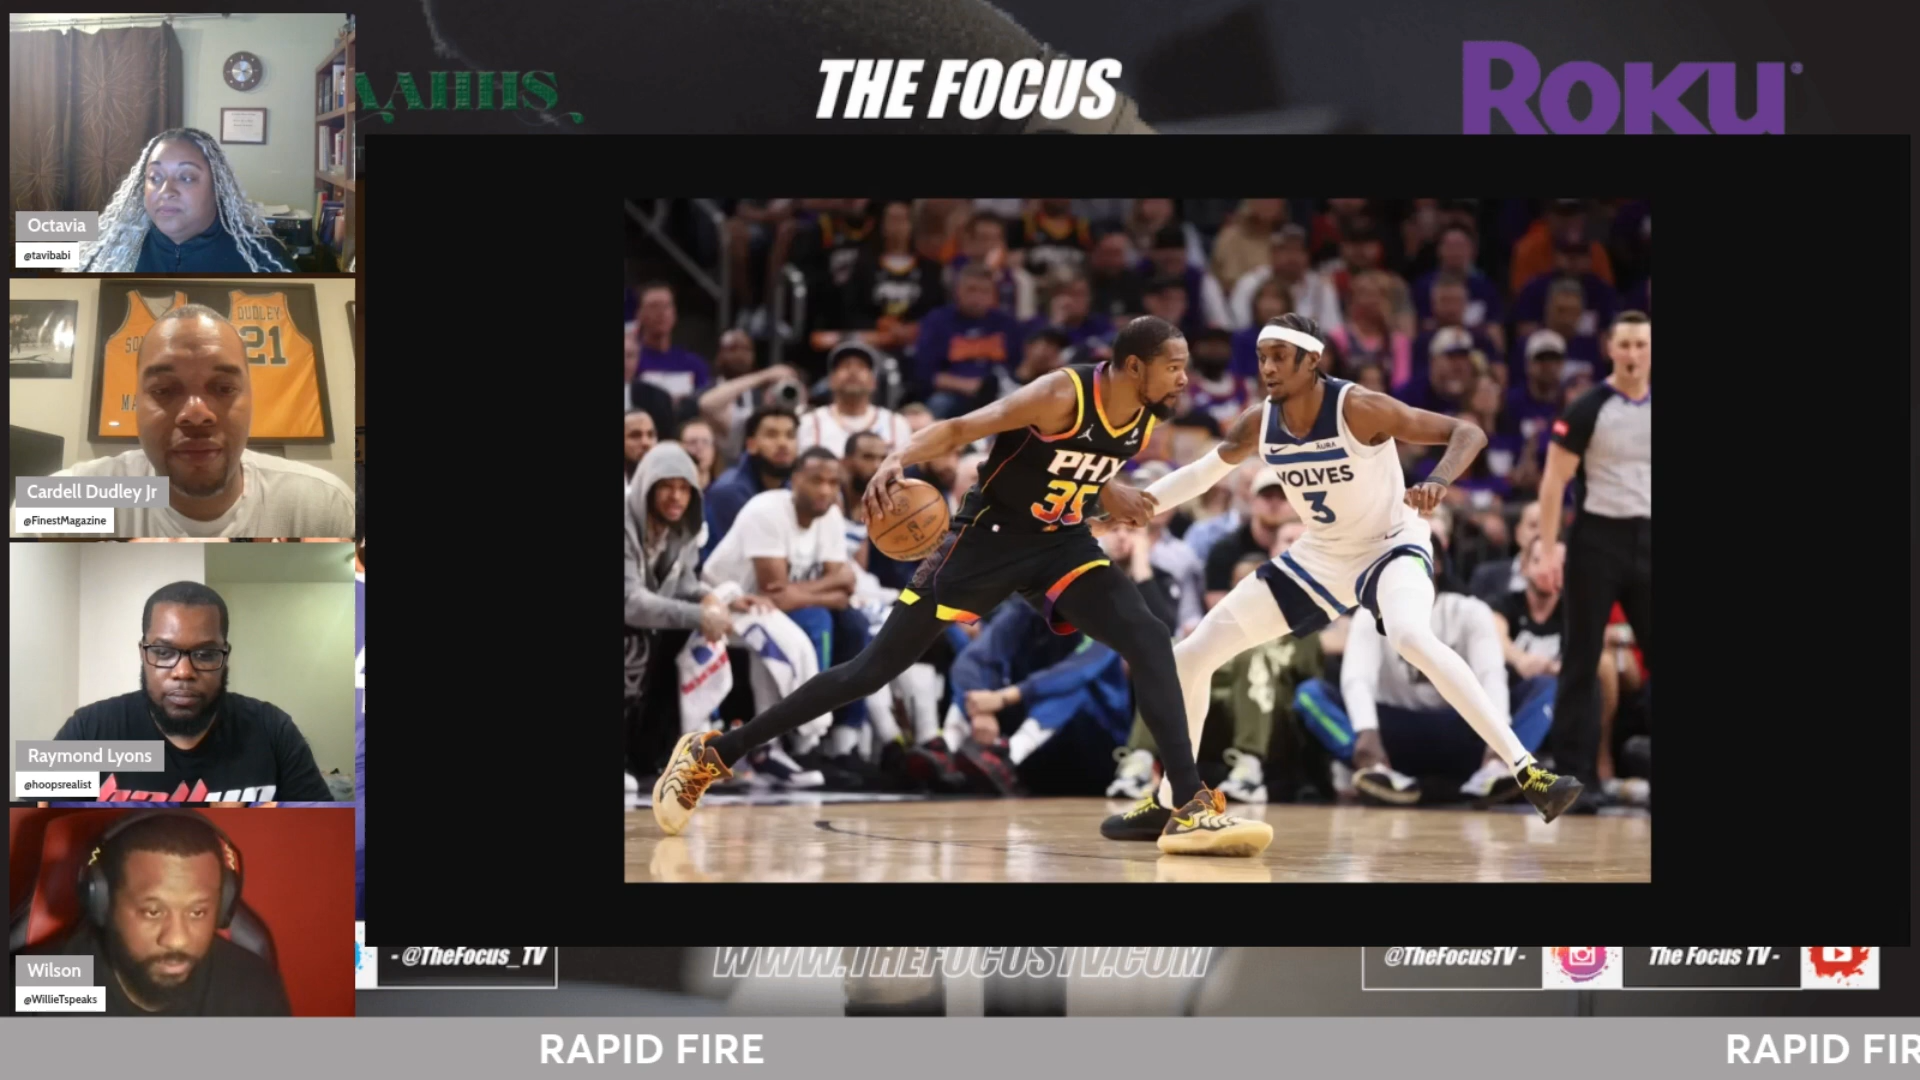 AAHHS
THE FOCUS
ROKU
Octavia
@tavibabi
DUDLEY
21
Cardell Dudley Jr
@FinestMagazine
Raymond Lyons
@hoopsrealist
Wilson
@WillieTspeaks
PHX
35
WOLVES
3
- @TheFocus_TV
WWW.THEFOCUSTV.COM
@TheFocusTV -
The Focus TV -
RAPID FIRE
RAPID FIR